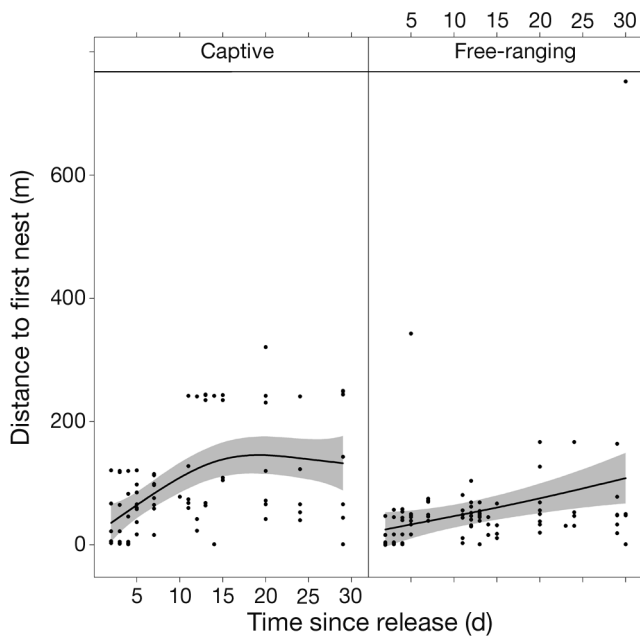 5 10 15 20 25 30
Captive Free-ranging
600
400
200
0
Distance to first nest (m)
5 10 15 20 25 30
Time since release (d)